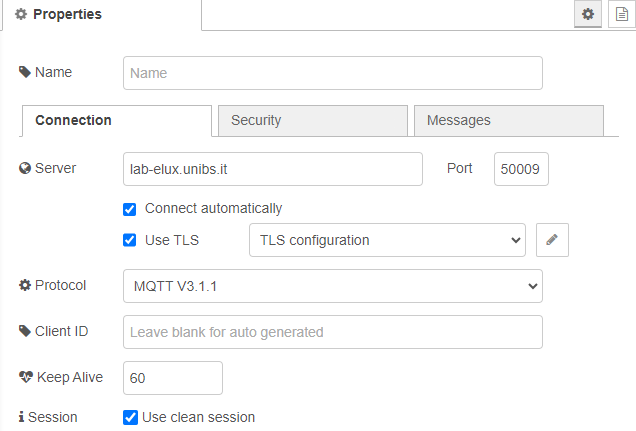 Properties
Name Name
Connection Security Messages
Server lab-elux.unibs.it Port 50009
Connect automatically
Use TLS TLS configuration
Protocol MQTT V3.1.1
Client ID Leave blank for auto generated
Keep Alive 60
Session Use clean session